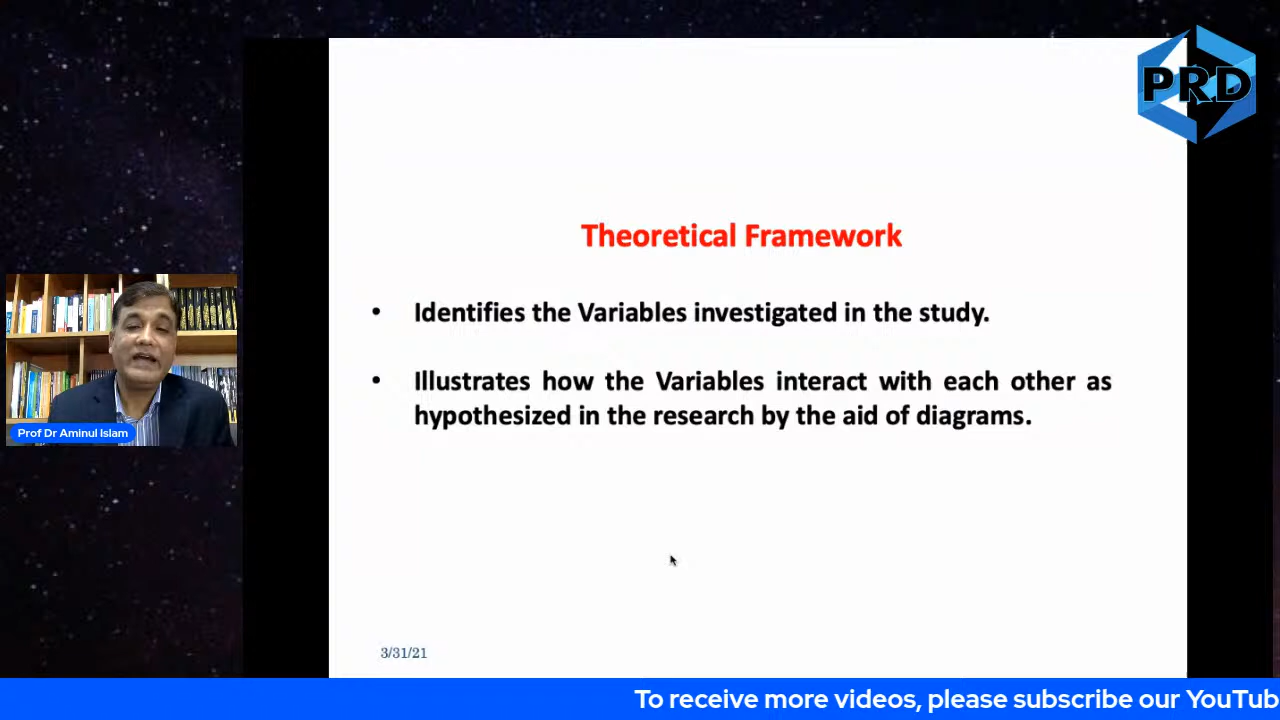 PRD
Theoretical Framework
• Identifies the Variables investigated in the study.
• Illustrates how the Variables interact with each other as
hypothesized in the research by the aid of diagrams.
Prof Dr Aminul Islam
3/31/21
To receive more videos, please subscribe our YouTub